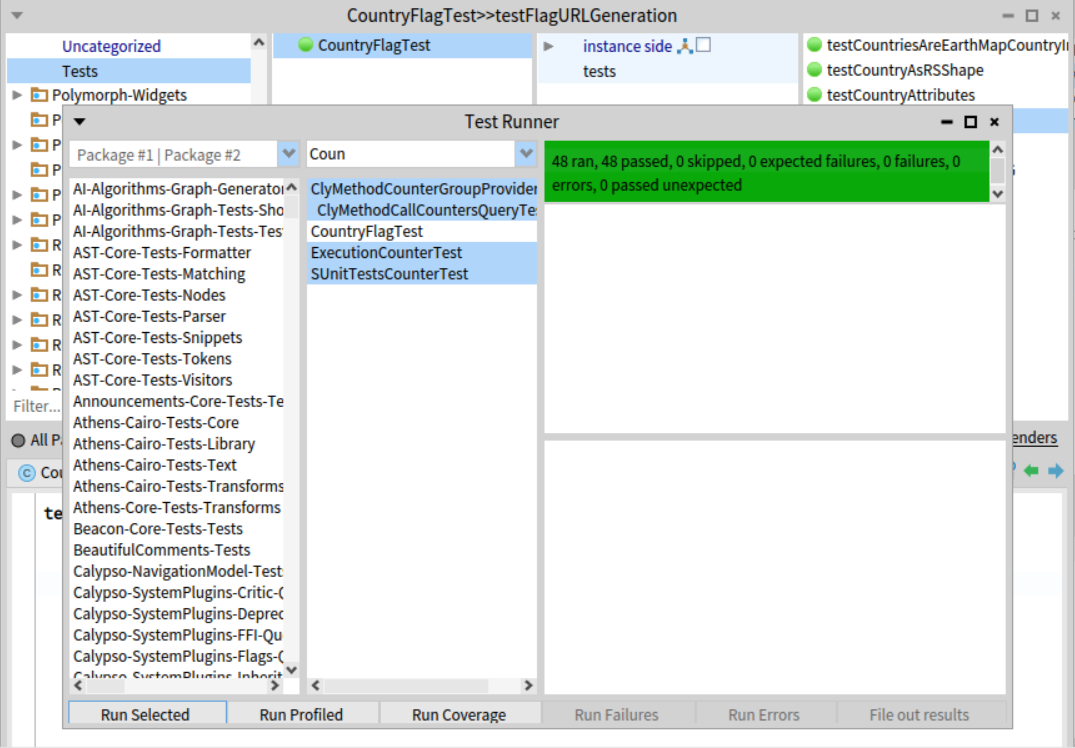 CountryFlagTest>>testFlagURLGeneration
Uncategorized
Tests
Polymorph-Widgets
CountryFlagTest
instance side
tests
testCountriesAreEarthMapCountryI
testCountryAsRSShape
testCountryAttributes
P
P
P
P
P
R
R
R
R
R
R
Filter...
All Pa
Cou
te
enders
Test Runner
Package #1 | Package #2
Coun
AI-Algorithms-Graph-Generator
AI-Algorithms-Graph-Tests-Sho
AI-Algorithms-Graph-Tests-Test
AST-Core-Tests-Formatter
AST-Core-Tests-Matching
AST-Core-Tests-Nodes
AST-Core-Tests-Parser
AST-Core-Tests-Snippets
AST-Core-Tests-Tokens
AST-Core-Tests-Visitors
Announcements-Core-Tests-Te
Athens-Cairo-Tests-Core
Athens-Cairo-Tests-Library
Athens-Cairo-Tests-Text
Athens-Cairo-Tests-Transforms
Athens-Core-Tests-Transforms
Beacon-Core-Tests-Tests
BeautifulComments-Tests
Calypso-NavigationModel-Tests
Calypso-SystemPlugins-Critic-Q
Calypso-SystemPlugins-Deprec
Calypso-SystemPlugins-FFI-Qu
Calypso-SystemPlugins-Flags-Q
Calypso-SystemPlugins-Inherit
ClyMethodCounterGroupProvider
ClyMethodCallCountersQueryTe
CountryFlagTest
ExecutionCounterTest
SUnitTestsCounterTest
48 ran, 48 passed, 0 skipped, 0 expected failures, 0 failures, 0
errors, 0 passed unexpected
Run Selected
Run Profiled
Run Coverage
Run Failures
Run Errors
File out results